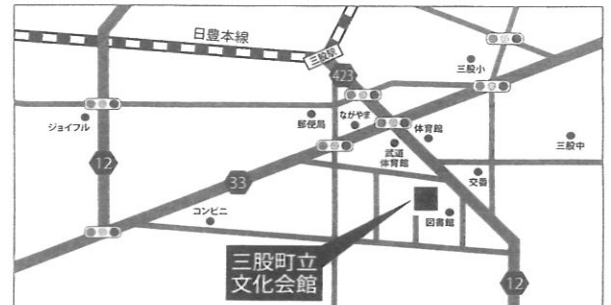 日豊本線
三股駅
423
三股小
ジョイフル
郵便局
ながやま
体育館
武道
体育館
三股中
12
33
交番
コンビニ
図書館
三股町立
文化会館
12